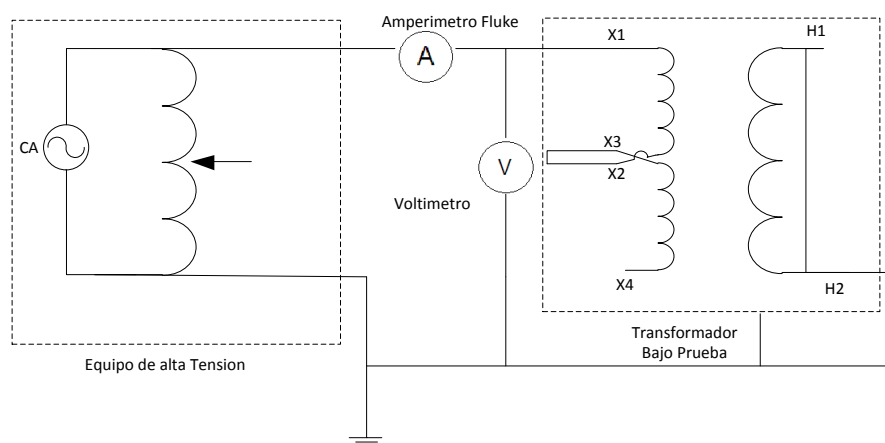 Amperimetro Fluke
A
X1
H1
CA
X3
X2
V
Voltimetro
X4
H2
Equipo de alta Tension
Transformador
Bajo Prueba